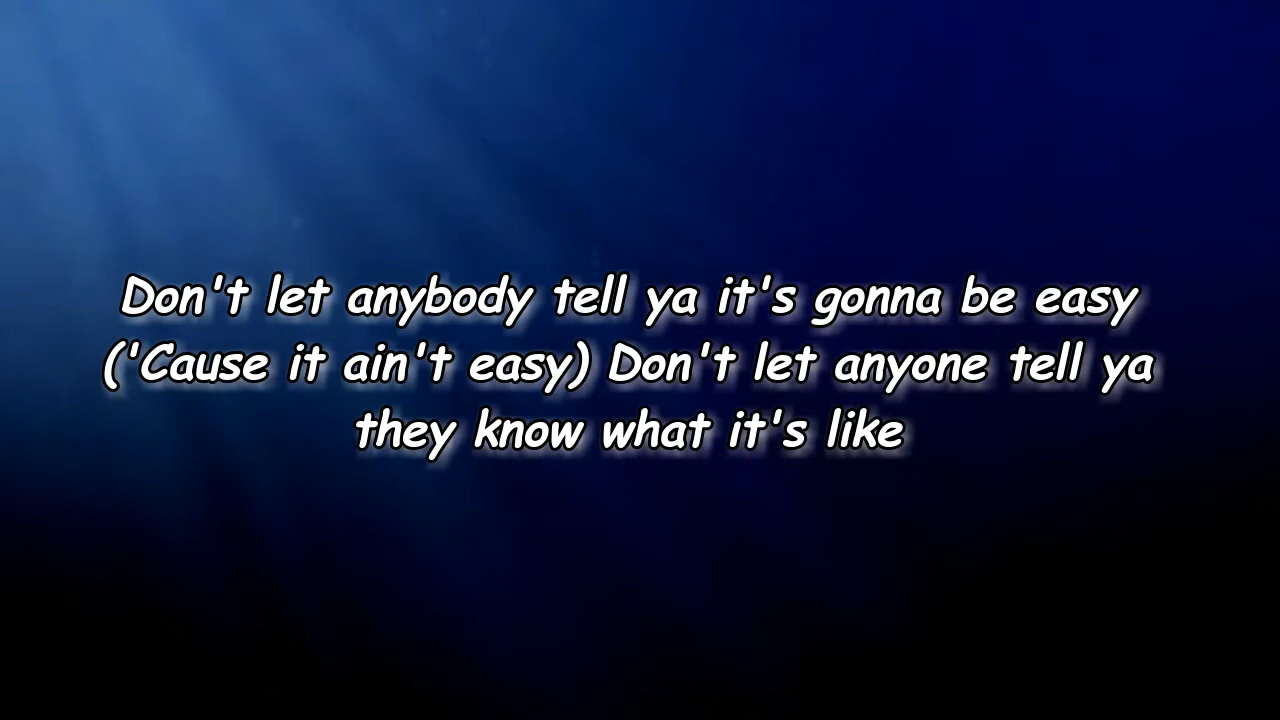 Don't let anybody tell ya it's gonna be easy
('Cause it ain't easy) Don't let anyone tell ya
they know what it's like